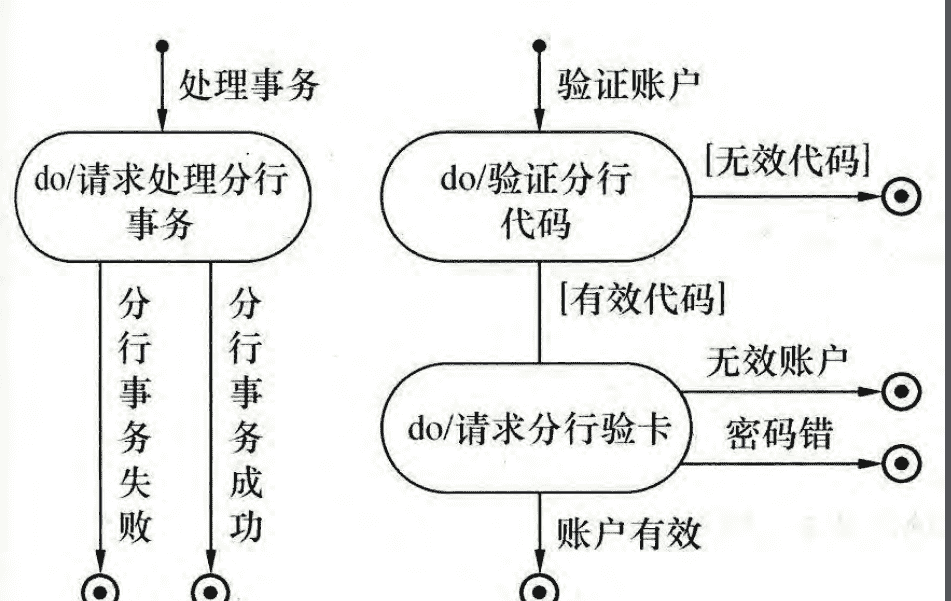 处理事务
do/请求处理分行
事务
分行事务失败
分行事务成功
验证账户
do/验证分行
代码
[无效代码]
[有效代码]
do/请求分行验卡
无效账户
密码错
账户有效